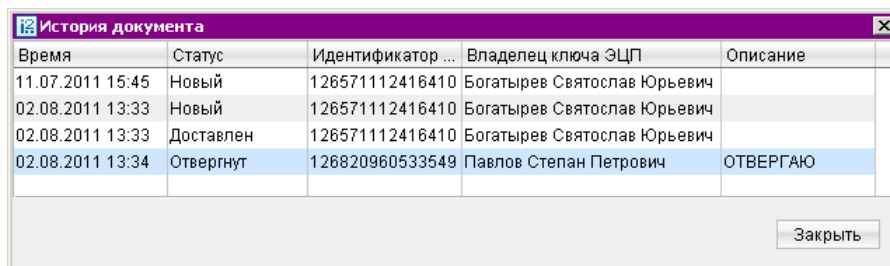 История документа
Время Статус Идентификатор ... Владелец ключа ЭЦП Описание
11.07.2011 15:45 Новый 126571112416410 Богатырев Святослав Юрьевич
02.08.2011 13:33 Новый 126571112416410 Богатырев Святослав Юрьевич
02.08.2011 13:33 Доставлен 126571112416410 Богатырев Святослав Юрьевич
02.08.2011 13:34 Отвергнут 126820960533549 Павлов Степан Петрович ОТВЕРГАЮ
Закрыть